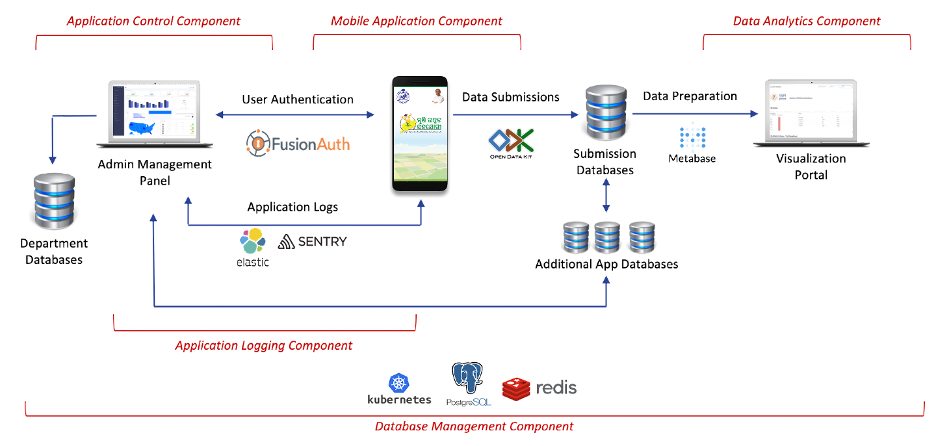 Application Control Component
Mobile Application Component
Data Analytics Component
User Authentication
FusionAuth
Data Submissions
OPEN DATA KIT
Data Preparation
Metabase
Admin Management
Panel
Submission
Databases
Visualization
Portal
Application Logs
elastic
SENTRY
Department
Databases
Additional App Databases
Application Logging Component
kubernetes
PostgreSQL
redis
Database Management Component